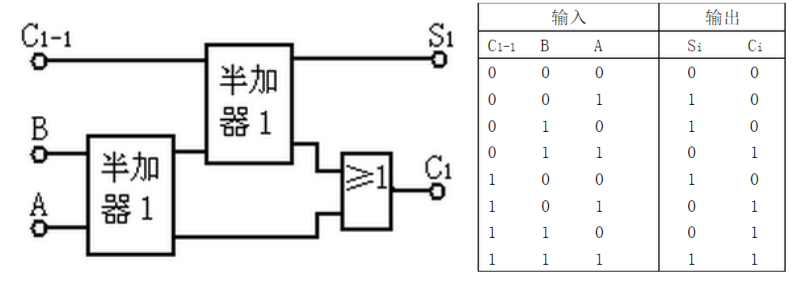 C1-1
S1
半加
器1
B
半加
器1
≥1
C1
A
输入 输出
C1-1 B A Si Ci
0 0 0 0 0
0 0 1 1 0
0 1 0 1 0
0 1 1 0 1
1 0 0 1 0
1 0 1 0 1
1 1 0 0 1
1 1 1 1 1